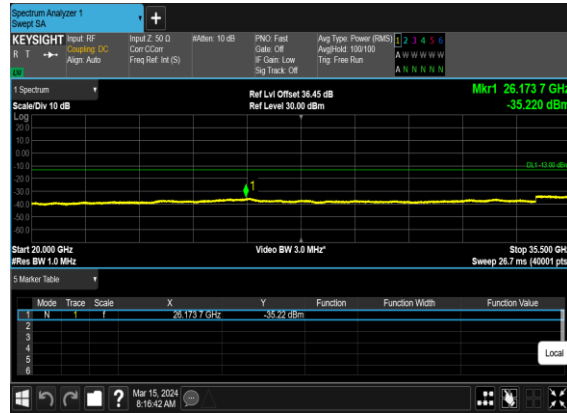 Spectrum Analyzer 1
Swept SA
+
KEYSIGHT Input: RF Input Z: 50 Ω #Atten: 10 dB PNO: Fast Avg Type: Power (RMS) 1 2 3 4 5 6
R T Coupling: DC Corr CCorr Gate: Off Avg|Hold: 100/100 A W W W W W
Align: Auto Freq Ref: Int (S) IF Gain: Low Trig: Free Run
Sig Track: Off A N N N N N
1 Spectrum Ref Lvl Offset 36.45 dB Mkr1 26.173 7 GHz
Scale/Div 10 dB Ref Level 30.00 dBm -35.220 dBm
Log
20.0
10.0
0.00
-10.0
DL1 -13.00 dBm
-20.0
1
-30.0
-40.0
-50.0
-60.0
Start 20.000 GHz Video BW 3.0 MHz* Stop 35.500 GHz
#Res BW 1.0 MHz Sweep 26.7 ms (40001 pts)
5 Marker Table
Mode Trace Scale X Y Function Function Width Function Value
1 N 1 f 26.173 7 GHz -35.22 dBm
2
3
4
5
6
Local
? Mar 15, 2024
8:16:42 AM